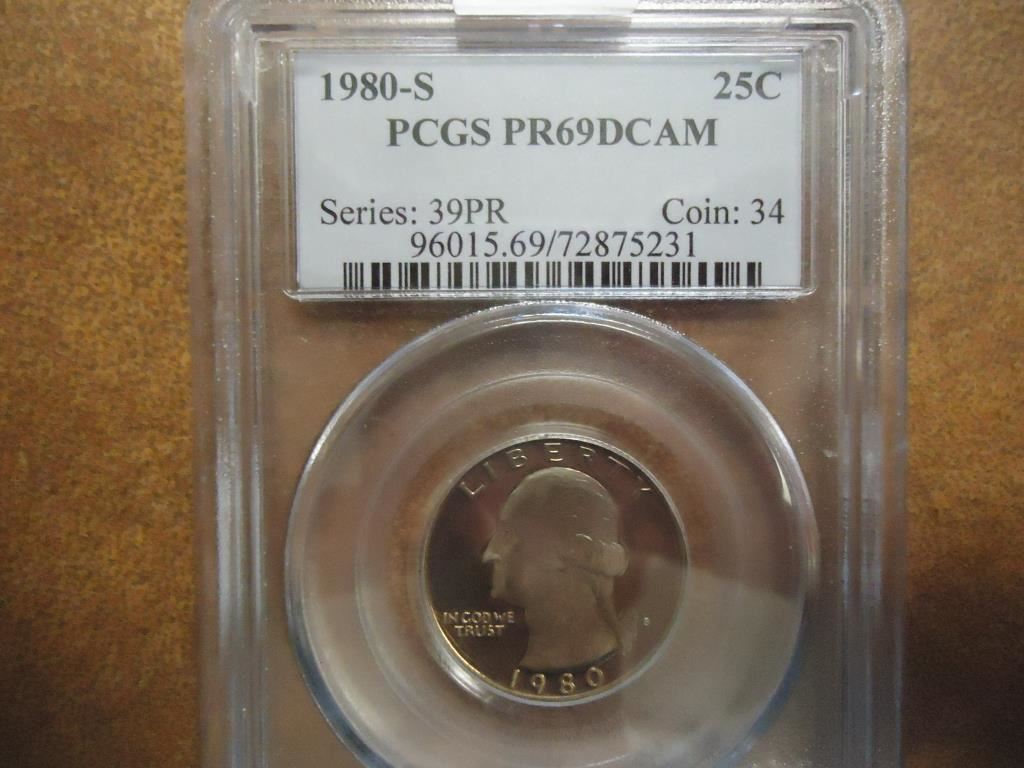 1980-S 25C
PCGS PR69DCAM
Series: 39PR Coin: 34
96015.69/72875231
LIBERTY
IN GOD WE
TRUST
S
1980